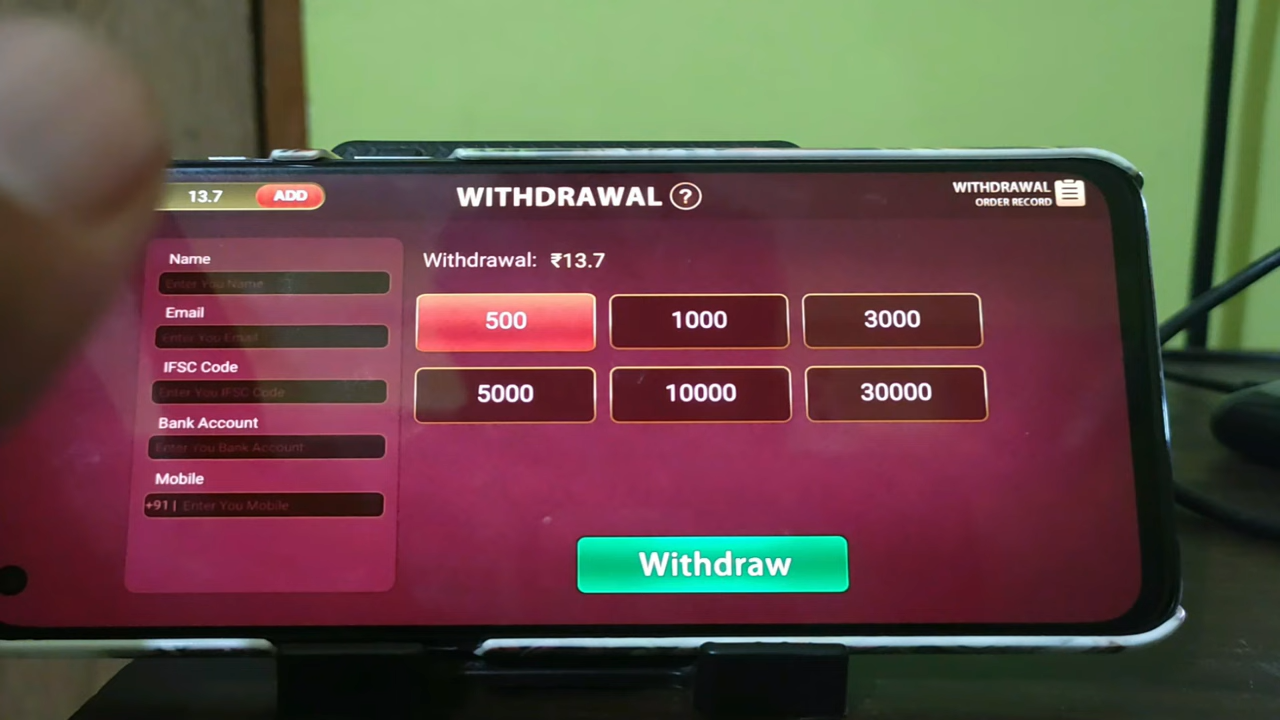 13.7 ADD
WITHDRAWAL ?
WITHDRAWAL
ORDER RECORD
Name
Enter You Name
Email
Enter You Email
IFSC Code
Enter You IFSC Code
Bank Account
Enter You Bank Account
Mobile
+91 | Enter You Mobile
Withdrawal: ₹13.7
500 1000 3000
5000 10000 30000
Withdraw